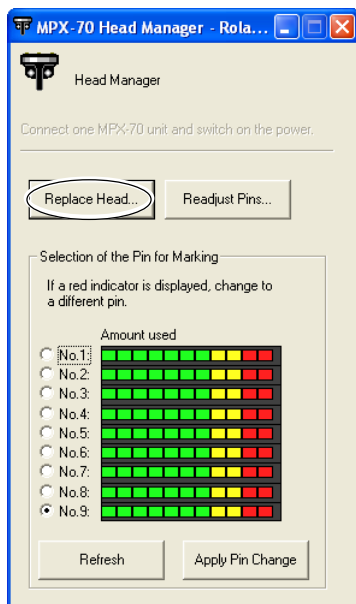 MPX-70 Head Manager - Rola...
Head Manager
Connect one MPX-70 unit and switch on the power.
Replace Head... Readjust Pins...
Selection of the Pin for Marking
If a red indicator is displayed, change to
a different pin.
Amount used
No.1:
No.2:
No.3:
No.4:
No.5:
No.6:
No.7:
No.8:
No.9:
Refresh Apply Pin Change